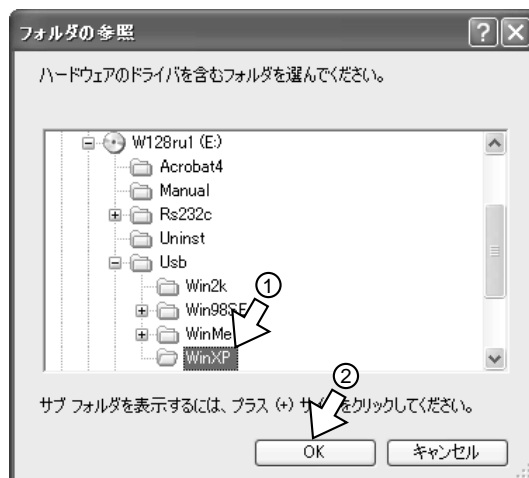 フォルダの参照
ハードウェアのドライバを含むフォルダを選んでください。
W128ru1 (E:)
Acrobat4
Manual
Rs232c
Uninst
Usb
Win2k
①
Win98SE
WinMe
WinXP
②
サブ フォルダを表示するには、プラス (+) サ をクリックしてください。
OK
キャンセル